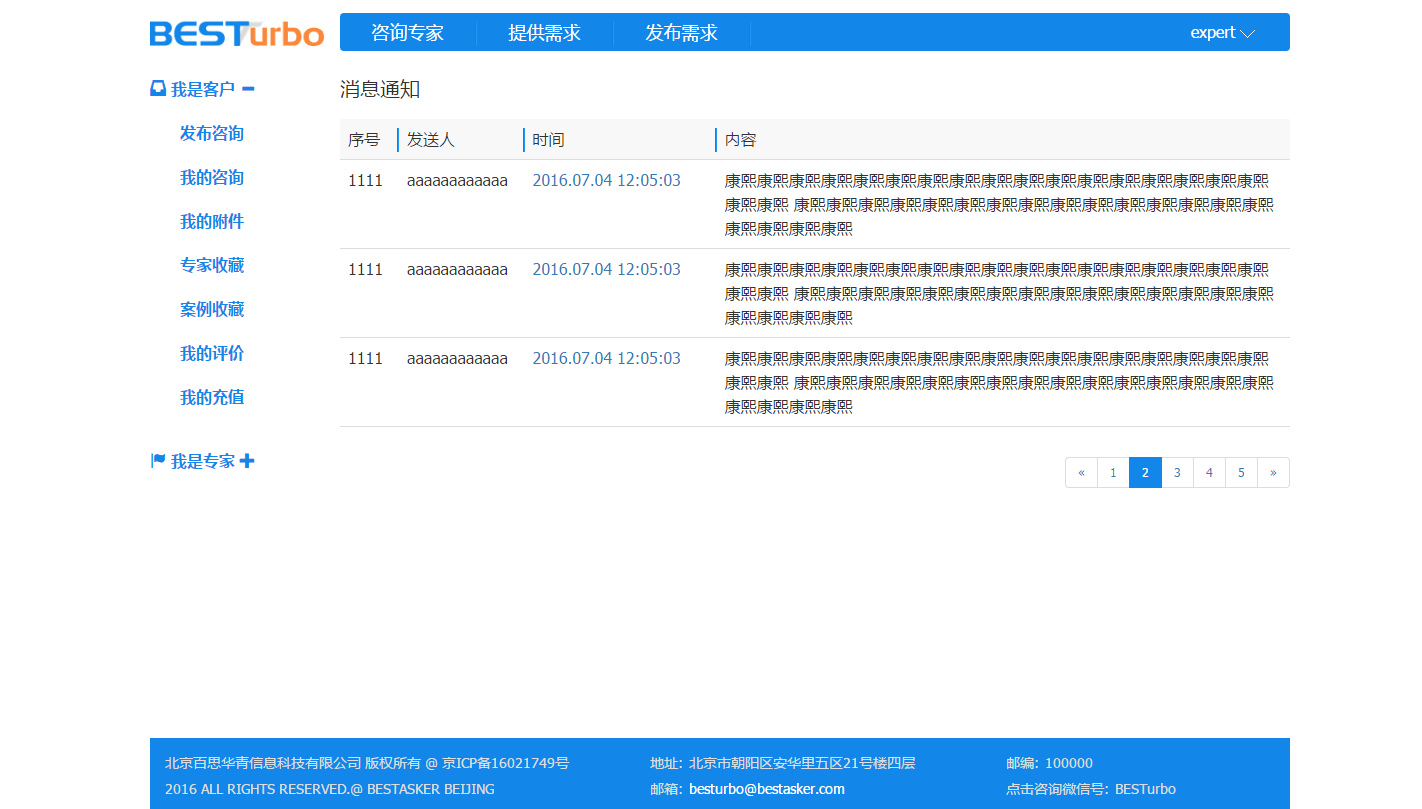 BESTurbo
咨询专家
提供需求
发布需求
expert
我是客户
发布咨询
我的咨询
我的附件
专家收藏
案例收藏
我的评价
我的充值
我是专家
消息通知
序号 发送人 时间 内容
1111 aaaaaaaaaaaa 2016.07.04 12:05:03 康熙康熙康熙康熙康熙康熙康熙康熙康熙康熙康熙康熙康熙康熙康熙康熙康熙
康熙康熙 康熙康熙康熙康熙康熙康熙康熙康熙康熙康熙康熙康熙康熙康熙康熙
康熙康熙康熙康熙
1111 aaaaaaaaaaaa 2016.07.04 12:05:03 康熙康熙康熙康熙康熙康熙康熙康熙康熙康熙康熙康熙康熙康熙康熙康熙康熙
康熙康熙 康熙康熙康熙康熙康熙康熙康熙康熙康熙康熙康熙康熙康熙康熙康熙
康熙康熙康熙康熙
1111 aaaaaaaaaaaa 2016.07.04 12:05:03 康熙康熙康熙康熙康熙康熙康熙康熙康熙康熙康熙康熙康熙康熙康熙康熙康熙
康熙康熙 康熙康熙康熙康熙康熙康熙康熙康熙康熙康熙康熙康熙康熙康熙康熙
康熙康熙康熙康熙
« 1 2 3 4 5 »
北京百思华青信息科技有限公司 版权所有 @ 京ICP备16021749号
2016 ALL RIGHTS RESERVED.@ BESTASKER BEIJING
地址: 北京市朝阳区安华里五区21号楼四层
邮箱: besturbo@bestasker.com
邮编: 100000
点击咨询微信号: BESTurbo